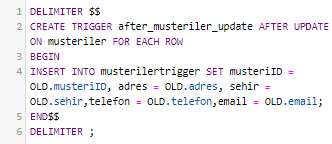 1 DELIMITER $$
2 CREATE TRIGGER after_musteriler_update AFTER UPDATE
ON musteriler FOR EACH ROW
3 BEGIN
4 INSERT INTO musterilertrigger SET musteriID =
OLD.musteriID, adres = OLD.adres, sehir =
OLD.sehir,telefon = OLD.telefon,email = OLD.email;
5 END$$
6 DELIMITER ;